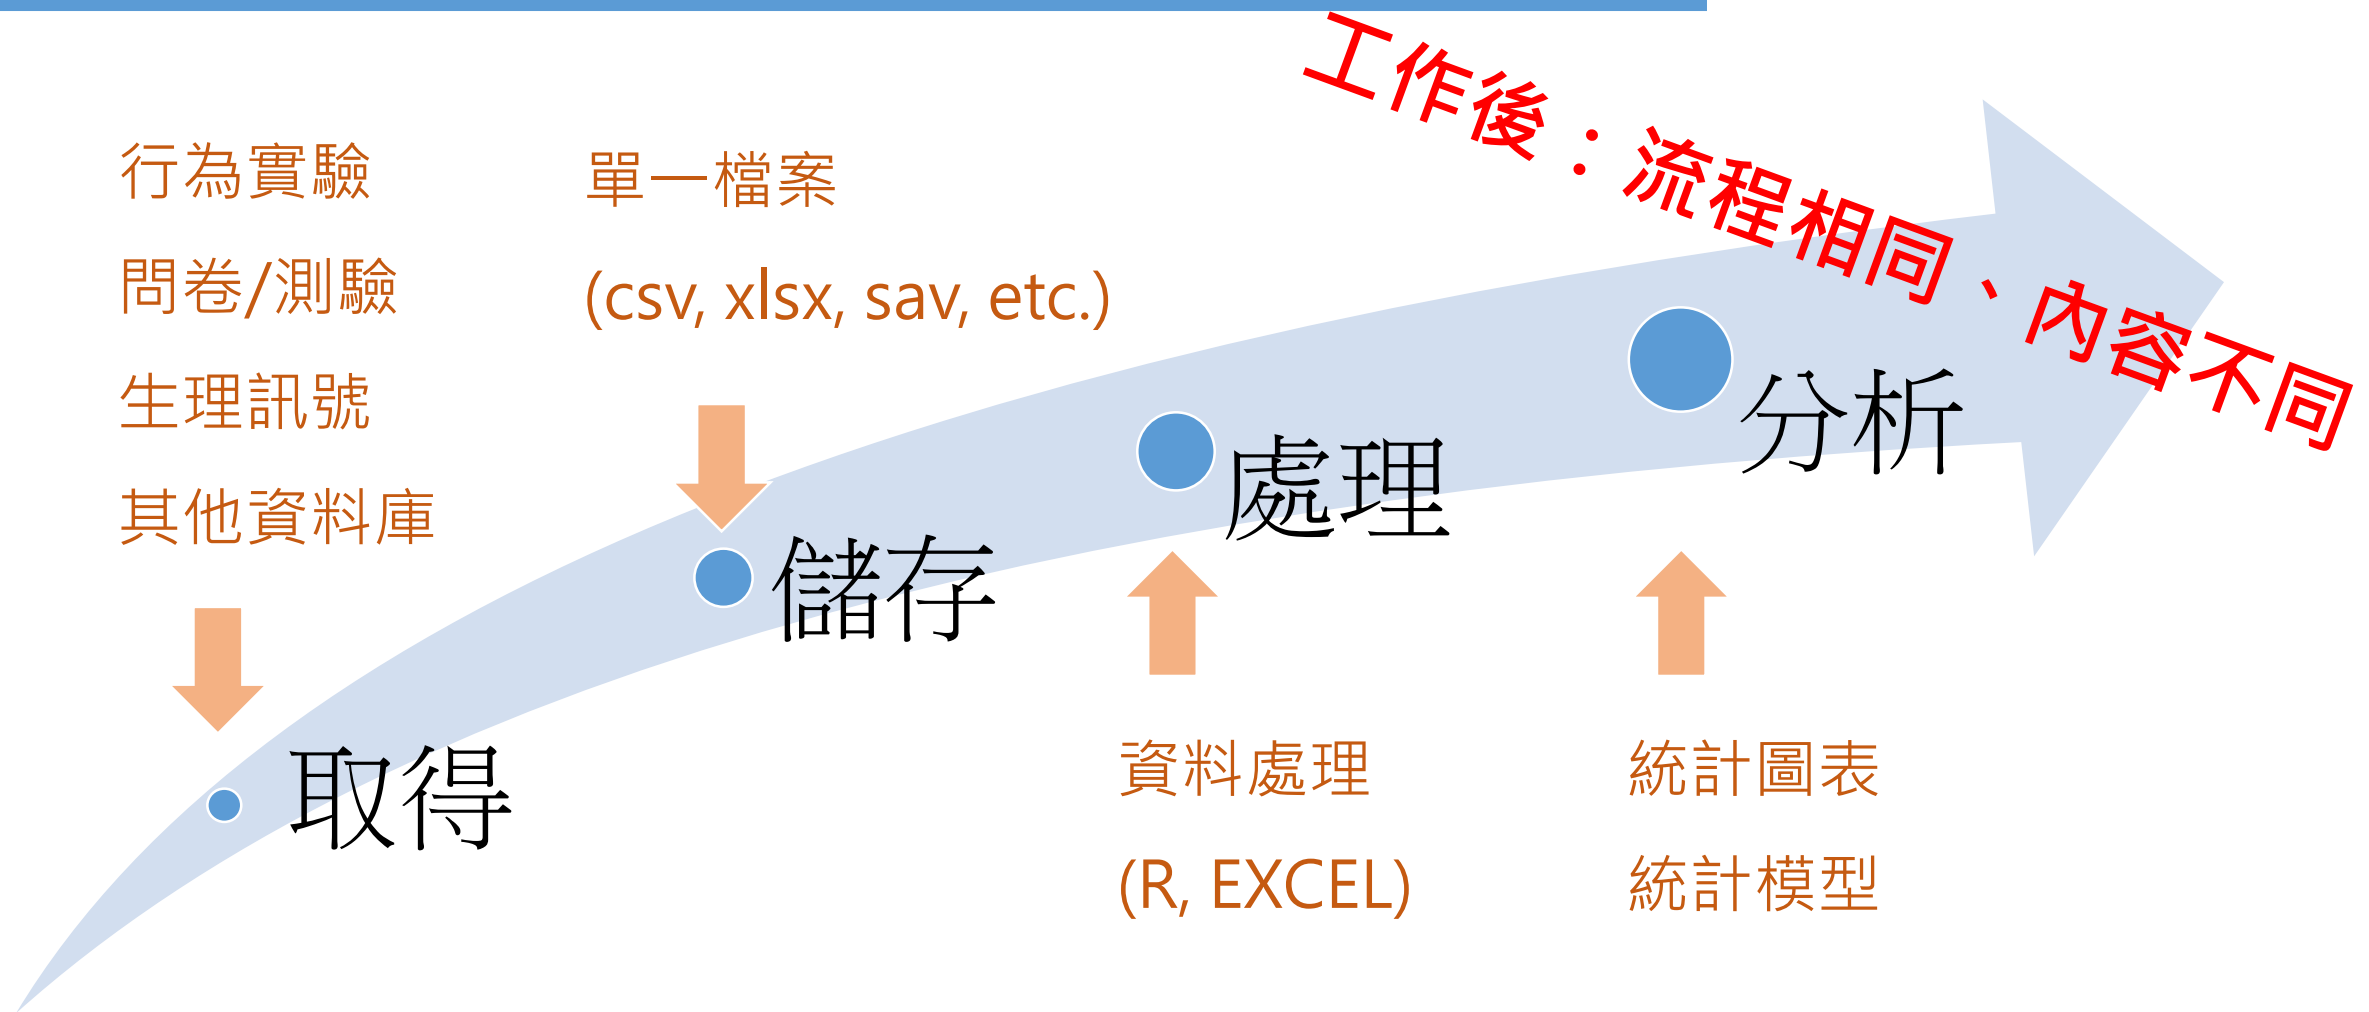 工作後：流程相同、內容不同
行為實驗
問卷/測驗
生理訊號
其他資料庫
取得
單一檔案
(csv, xlsx, sav, etc.)
儲存
處理
資料處理
(R, EXCEL)
分析
統計圖表
統計模型